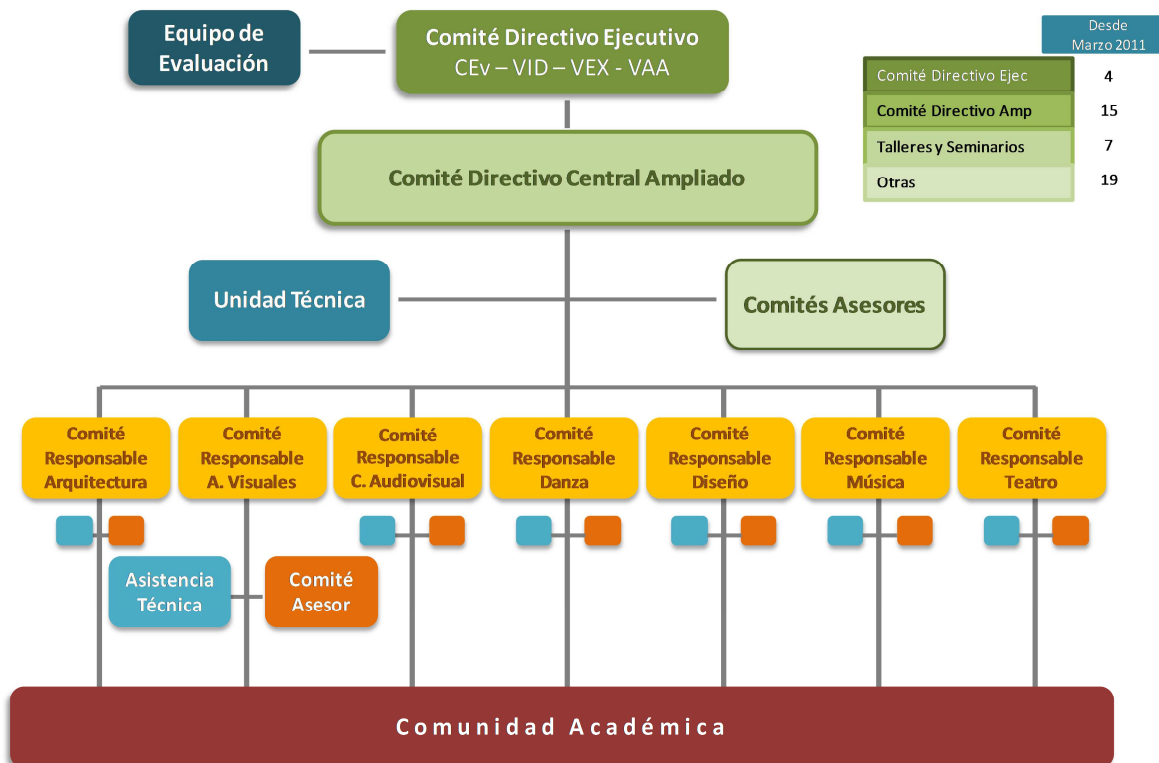 Equipo de
Evaluación
Comité Directivo Ejecutivo
CEv – VID – VEX - VAA
Desde
Marzo 2011
Comité Directivo Ejec 4
Comité Directivo Amp 15
Talleres y Seminarios 7
Otras 19
Comité Directivo Central Ampliado
Unidad Técnica
Comités Asesores
Comité
Responsable
Arquitectura
Comité
Responsable
A. Visuales
Comité
Responsable
C. Audiovisual
Comité
Responsable
Danza
Comité
Responsable
Diseño
Comité
Responsable
Música
Comité
Responsable
Teatro
Asistencia
Técnica
Comité
Asesor
Comunidad Académica